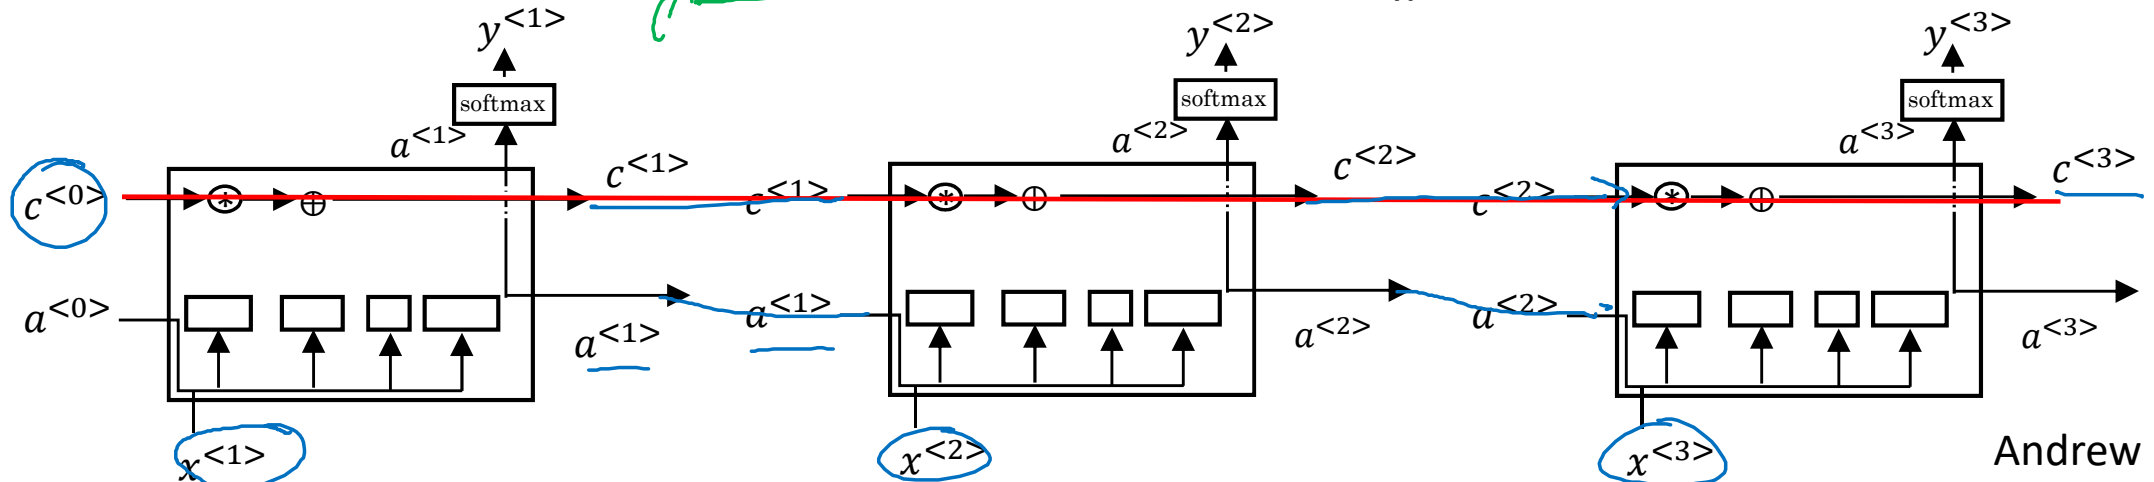 y<1> y<2> y<3>
softmax softmax softmax
a<1> a<2> a<3>
c<0> * ⊕ c<1> c<1> * ⊕ c<2> c<2> * ⊕ c<3>
a<0> a<1> a<1> a<2> a<2> a<3>
x<1> x<2> x<3> Andrew